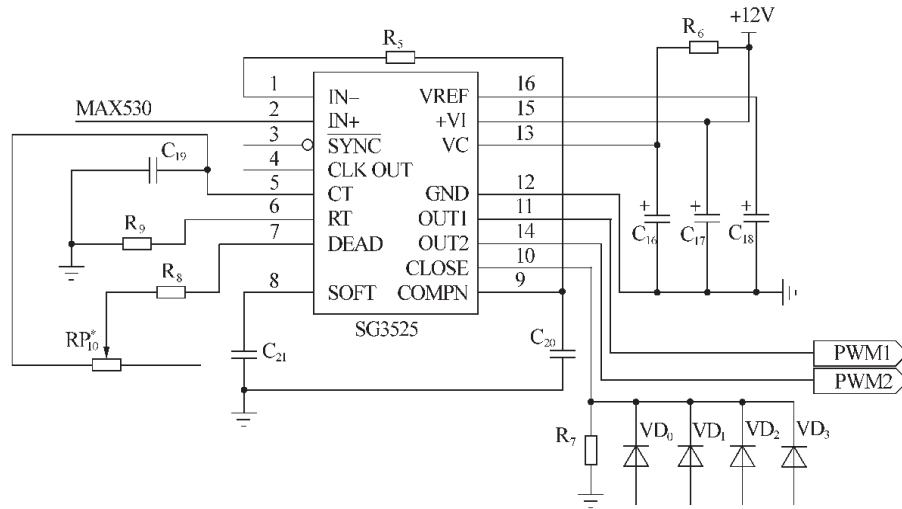 +12V
R5
R6
1
IN−
VREF
16
MAX530
2
IN+
+VI
15
3
SYNC
VC
13
C19
4
CLK OUT
5
CT
GND
12
6
RT
OUT1
11
R9
7
DEAD
OUT2
14
CLOSE
10
R8
8
SOFT
COMPN
9
+
C16
+
C17
+
C18
SG3525
RP*10
C21
C20
PWM1
PWM2
R7
VD0
VD1
VD2
VD3